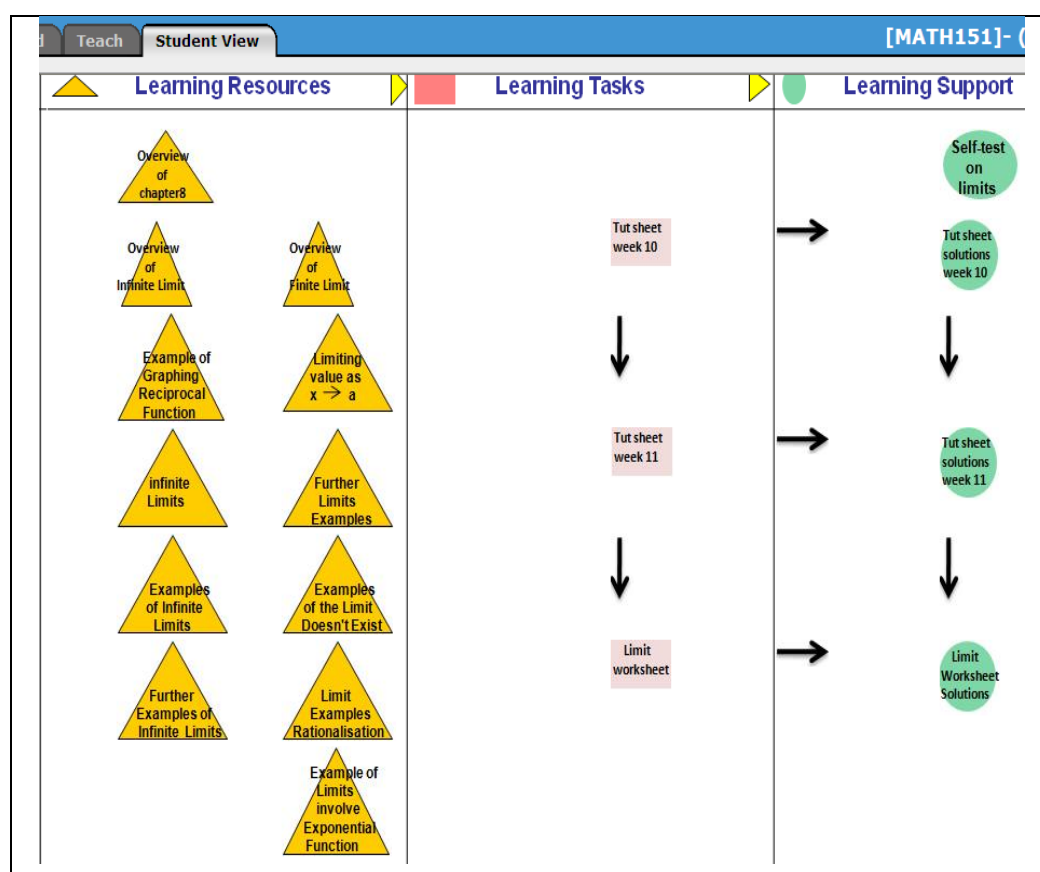 Teach
Student View
[MATH151]- (
Learning Resources
Learning Tasks
Learning Support
Overview
of
chapter8
Self-test
on
limits
Overview
of
Infinite Limit
Overview
of
Finite Limit
Tut sheet
week 10
Tut sheet
solutions
week 10
Example of
Graphing
Reciprocal
Function
Limiting
value as
x → a
infinite
Limits
Further
Limits
Examples
Tut sheet
week 11
Tut sheet
solutions
week 11
Examples
of Infinite
Limits
Examples
of the Limit
Doesn't Exist
Further
Examples of
Infinite Limits
Limit
Examples
Rationalisation
Limit
worksheet
Limit
Worksheet
Solutions
Example of
Limits
involve
Exponential
Function